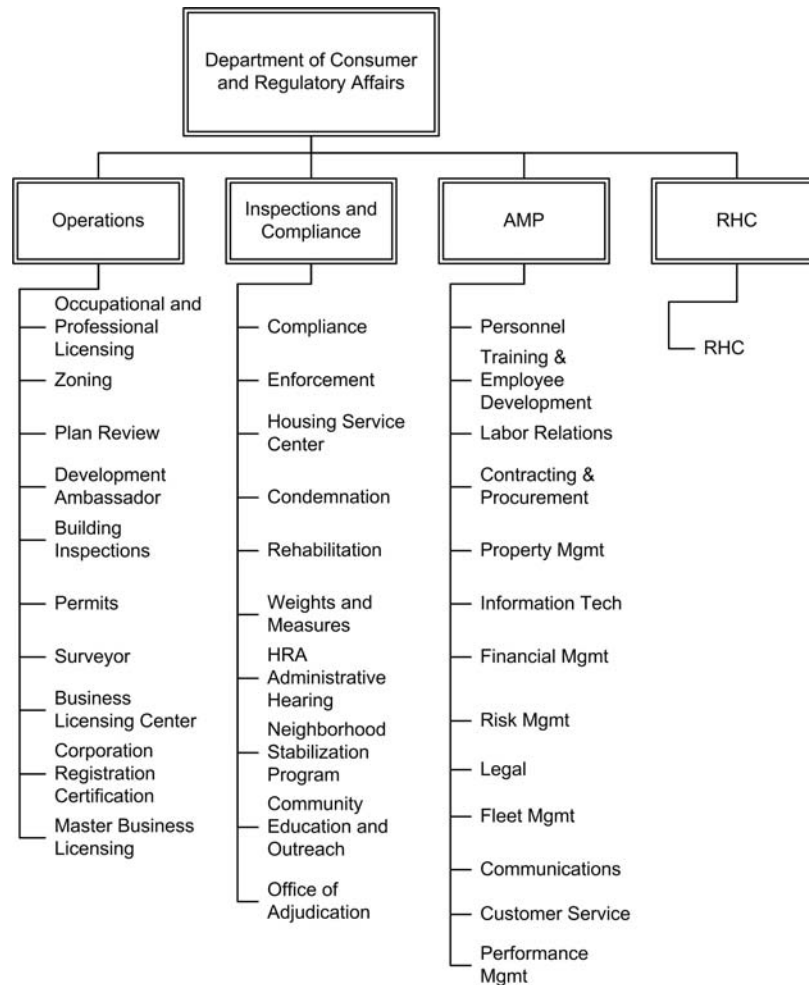 Department of Consumer
and Regulatory Affairs
Operations
Inspections and
Compliance
AMP
RHC
Occupational and
Professional
Licensing
Zoning
Plan Review
Development
Ambassador
Building
Inspections
Permits
Surveyor
Business
Licensing Center
Corporation
Registration
Certification
Master Business
Licensing
Compliance
Enforcement
Housing Service
Center
Condemnation
Rehabilitation
Weights and
Measures
HRA
Administrative
Hearing
Neighborhood
Stabilization
Program
Community
Education and
Outreach
Office of
Adjudication
Personnel
Training &
Employee
Development
Labor Relations
Contracting &
Procurement
Property Mgmt
Information Tech
Financial Mgmt
Risk Mgmt
Legal
Fleet Mgmt
Communications
Customer Service
Performance
Mgmt
RHC